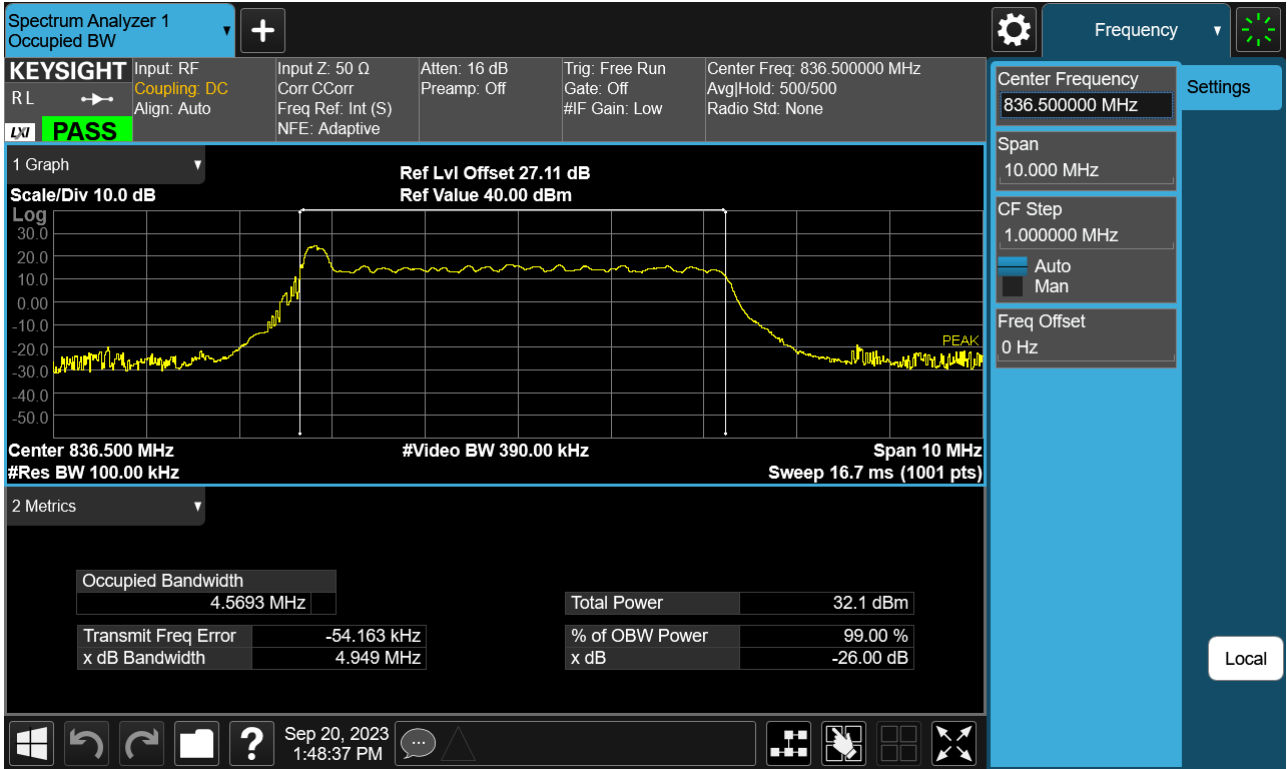 Spectrum Analyzer 1
Occupied BW
Frequency
KEYSIGHT
R L
LXI
PASS
Input: RF
Coupling: DC
Align: Auto
Input Z: 50 Ω
Corr CCorr
Freq Ref: Int (S)
NFE: Adaptive
Atten: 16 dB
Preamp: Off
Trig: Free Run
Gate: Off
#IF Gain: Low
Center Freq: 836.500000 MHz
Avg|Hold: 500/500
Radio Std: None
Center Frequency
836.500000 MHz
Settings
Span
10.000 MHz
CF Step
1.000000 MHz
Auto
Man
Freq Offset
0 Hz
Local
1 Graph
Scale/Div 10.0 dB
Ref Lvl Offset 27.11 dB
Ref Value 40.00 dBm
Log
30.0
20.0
10.0
0.00
-10.0
-20.0
-30.0
-40.0
-50.0
PEAK
Center 836.500 MHz
#Video BW 390.00 kHz
Span 10 MHz
#Res BW 100.00 kHz
Sweep 16.7 ms (1001 pts)
2 Metrics
Occupied Bandwidth
4.5693 MHz
Total Power 32.1 dBm
Transmit Freq Error -54.163 kHz
% of OBW Power 99.00 %
x dB Bandwidth 4.949 MHz
x dB -26.00 dB
?
Sep 20, 2023
1:48:37 PM